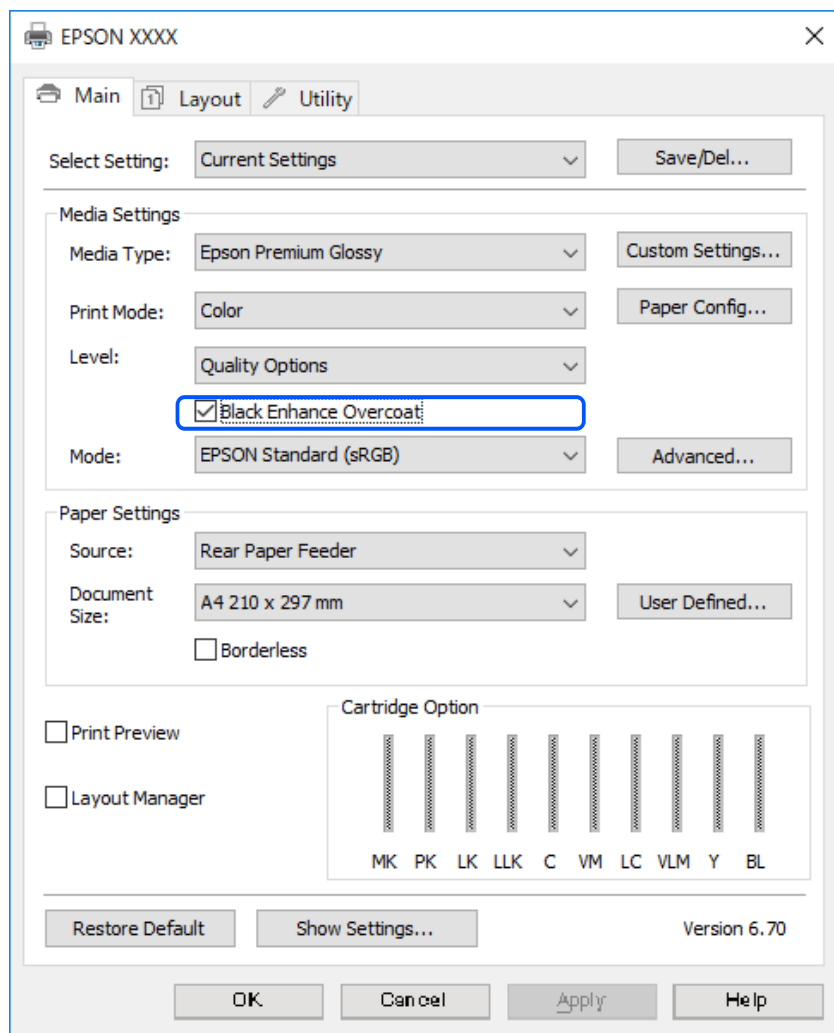 EPSON XXXX
Main
1
Layout
Utility
Select Setting: Current Settings Save/Del...
Media Settings
Media Type: Epson Premium Glossy Custom Settings...
Print Mode: Color Paper Config...
Level: Quality Options
Black Enhance Overcoat
Mode: EPSON Standard (sRGB) Advanced...
Paper Settings
Source: Rear Paper Feeder
Document
Size: A4 210 x 297 mm User Defined...
Borderless
Cartridge Option
Print Preview
Layout Manager
MK PK LK LLK C VM LC VLM Y BL
Restore Default Show Settings... Version 6.70
OK Cancel Apply Help